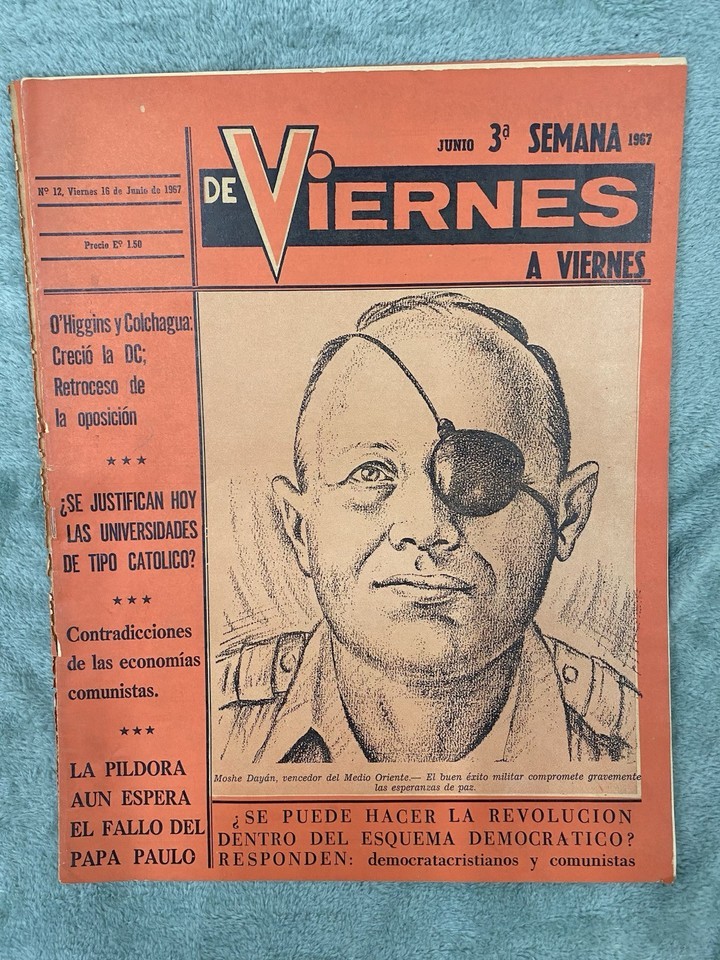 JUNIO 3ª SEMANA 1967
DE VIERNES
A VIERNES
Nº 12, Viernes 16 de Junio de 1967
Precio Eº 1.50
O'Higgins y Colchagua:
Creció la DC;
Retroceso de
la oposición
★★★
¿SE JUSTIFICAN HOY
LAS UNIVERSIDADES
DE TIPO CATOLICO?
★★★
Contradicciones
de las economías
comunistas.
★★★
LA PILDORA
AUN ESPERA
EL FALLO DEL
PAPA PAULO
Moshe Dayán, vencedor del Medio Oriente.— El buen éxito militar compromete gravemente
las esperanzas de paz.
¿SE PUEDE HACER LA REVOLUCION
DENTRO DEL ESQUEMA DEMOCRATICO?
RESPONDEN: democratacristianos y comunistas